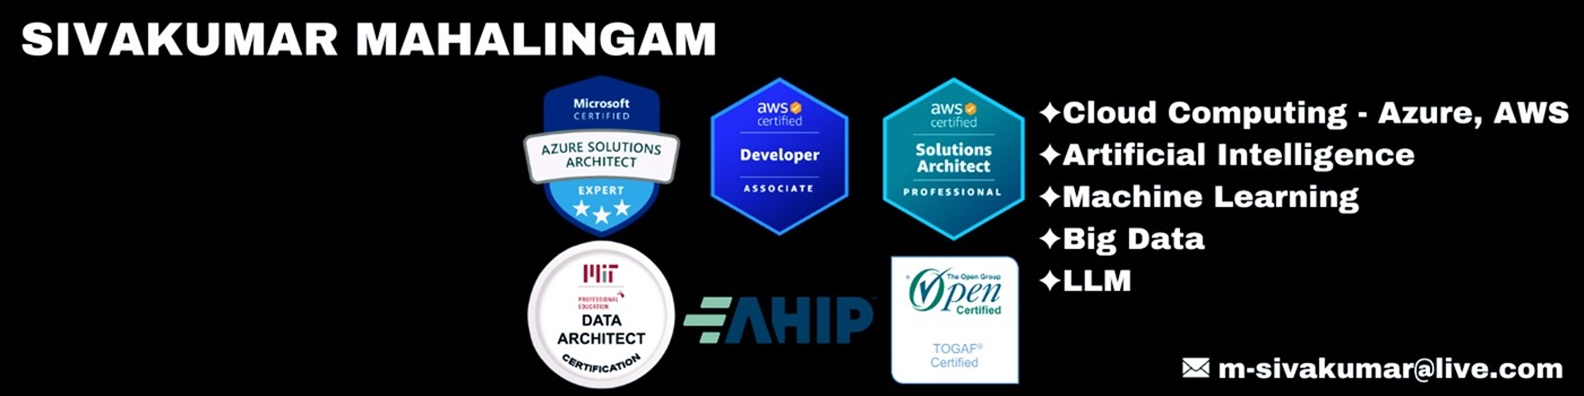 SIVAKUMAR MAHALINGAM
Microsoft
CERTIFIED
AZURE SOLUTIONS
ARCHITECT
EXPERT
aws
certified
Developer
ASSOCIATE
aws
certified
Solutions
Architect
PROFESSIONAL
✦Cloud Computing - Azure, AWS
✦Artificial Intelligence
✦Machine Learning
✦Big Data
✦LLM
MIT
PROFESSIONAL
EDUCATION
DATA
ARCHITECT
CERTIFICATION
AHIP
The Open Group
Open
Certified
TOGAF®
Certified
m-sivakumar@live.com